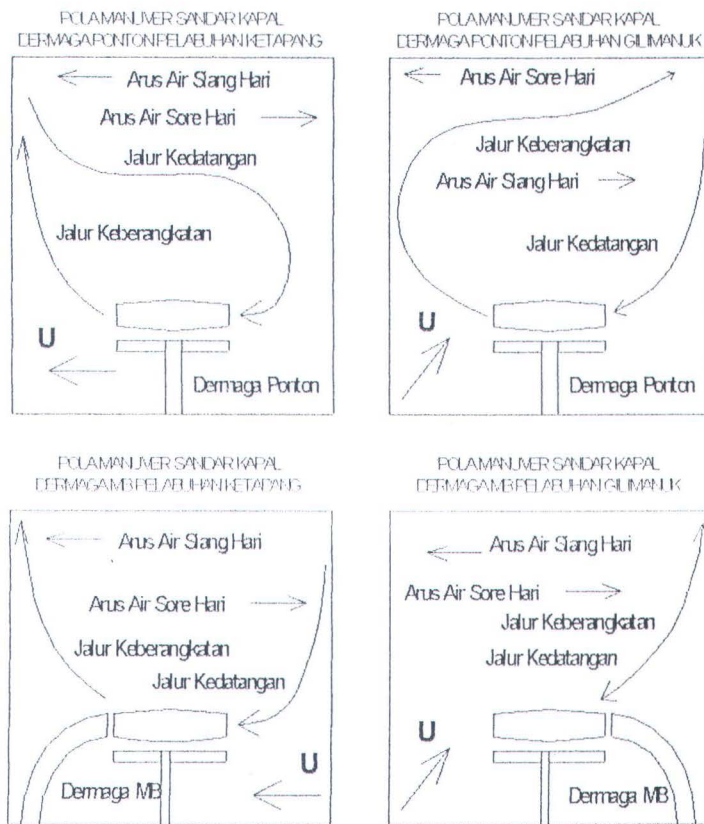 POLA MANUVER SANDAR KAPAL
DERMAGA PONTON PELABUHAN KETAPANG
Arus Air Siang Hari
Arus Air Sore Hari
Jalur Kedatangan
Jalur Keberangkatan
U
Dermaga Ponton
POLA MANUVER SANDAR KAPAL
DERMAGA PONTON PELABUHAN GILIMANUK
Arus Air Sore Hari
Jalur Keberangkatan
Arus Air Siang Hari
Jalur Kedatangan
U
Dermaga Ponton
POLA MANUVER SANDAR KAPAL
DERMAGA MB PELABUHAN KETAPANG
Arus Air Siang Hari
Arus Air Sore Hari
Jalur Keberangkatan
Jalur Kedatangan
U
Dermaga MB
POLA MANUVER SANDAR KAPAL
DERMAGA MB PELABUHAN GILIMANUK
Arus Air Siang Hari
Arus Air Sore Hari
Jalur Keberangkatan
Jalur Kedatangan
U
Dermaga MB